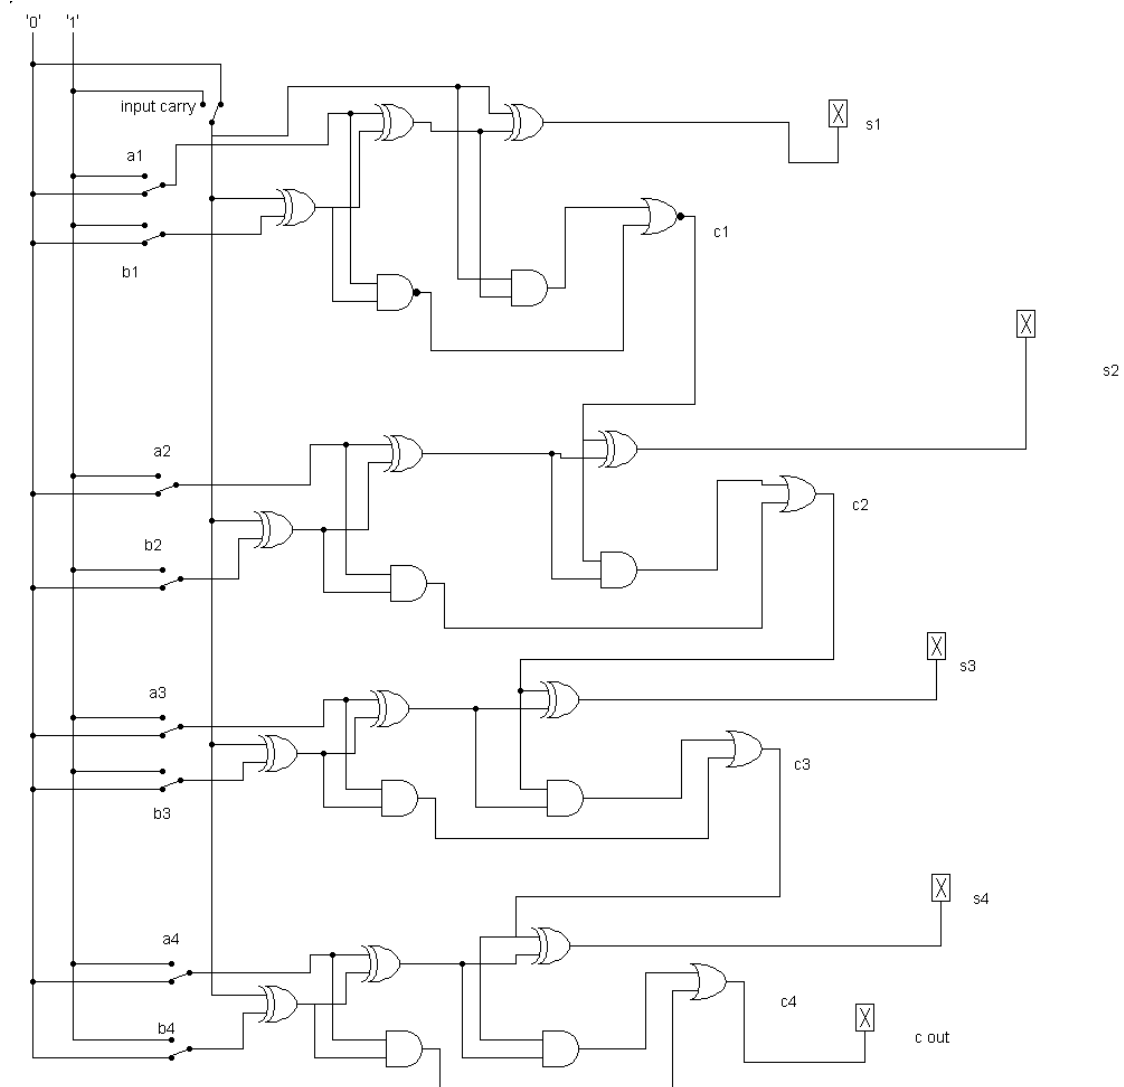 '0' '1'
input carry
s1
a1
c1
b1
s2
a2
c2
b2
s3
a3
c3
b3
s4
a4
c4
b4
c out